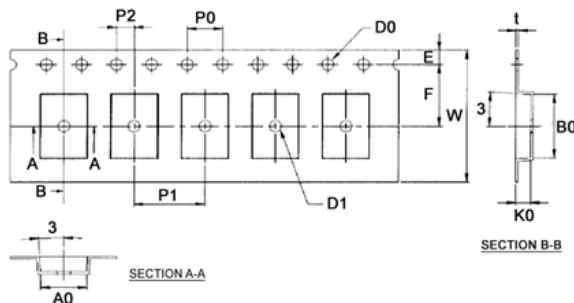 P2
P0
B
D0
t
E
F
W
3
B0
A
A
B
P1
D1
K0
SECTION B-B
3
SECTION A-A
A0